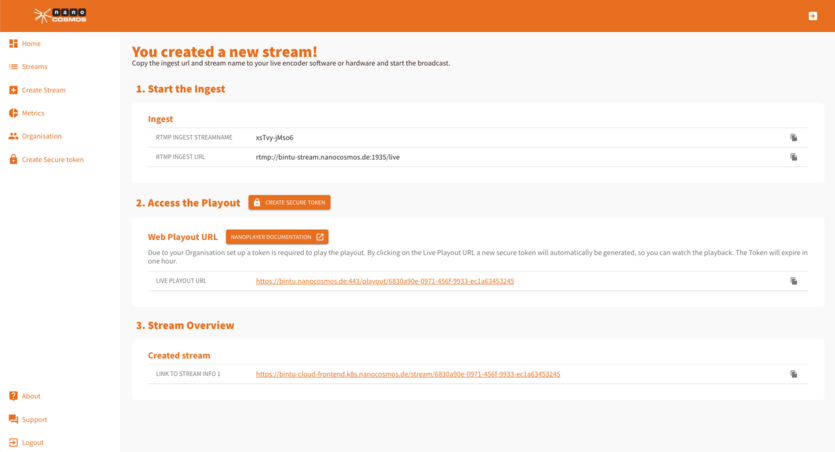 nano
COSMOS
Home
Streams
Create Stream
Metrics
Organisation
Create Secure token
About
Support
Logout
You created a new stream!
Copy the ingest url and stream name to your live encoder software or hardware and start the broadcast.
1. Start the Ingest
Ingest
RTMP INGEST STREAMNAME xsTvy-jMso6
RTMP INGEST URL rtmp://bintu-stream.nanocosmos.de:1935/live
2. Access the Playout CREATE SECURE TOKEN
Web Playout URL NANOPLAYER DOCUMENTATION
Due to your Organisation set up a token is required to play the playout. By clicking on the Live Playout URL a new secure token will automatically be generated, so you can watch the playback. The Token will expire in
one hour.
LIVE PLAYOUT URL https://bintu.nanocosmos.de:443/playout/6830a90e-0971-456f-9933-ec1a63453245
3. Stream Overview
Created stream
LINK TO STREAM INFO 1 https://bintu-cloud-frontend.k8s.nanocosmos.de/stream/6830a90e-0971-456f-9933-ec1a63453245